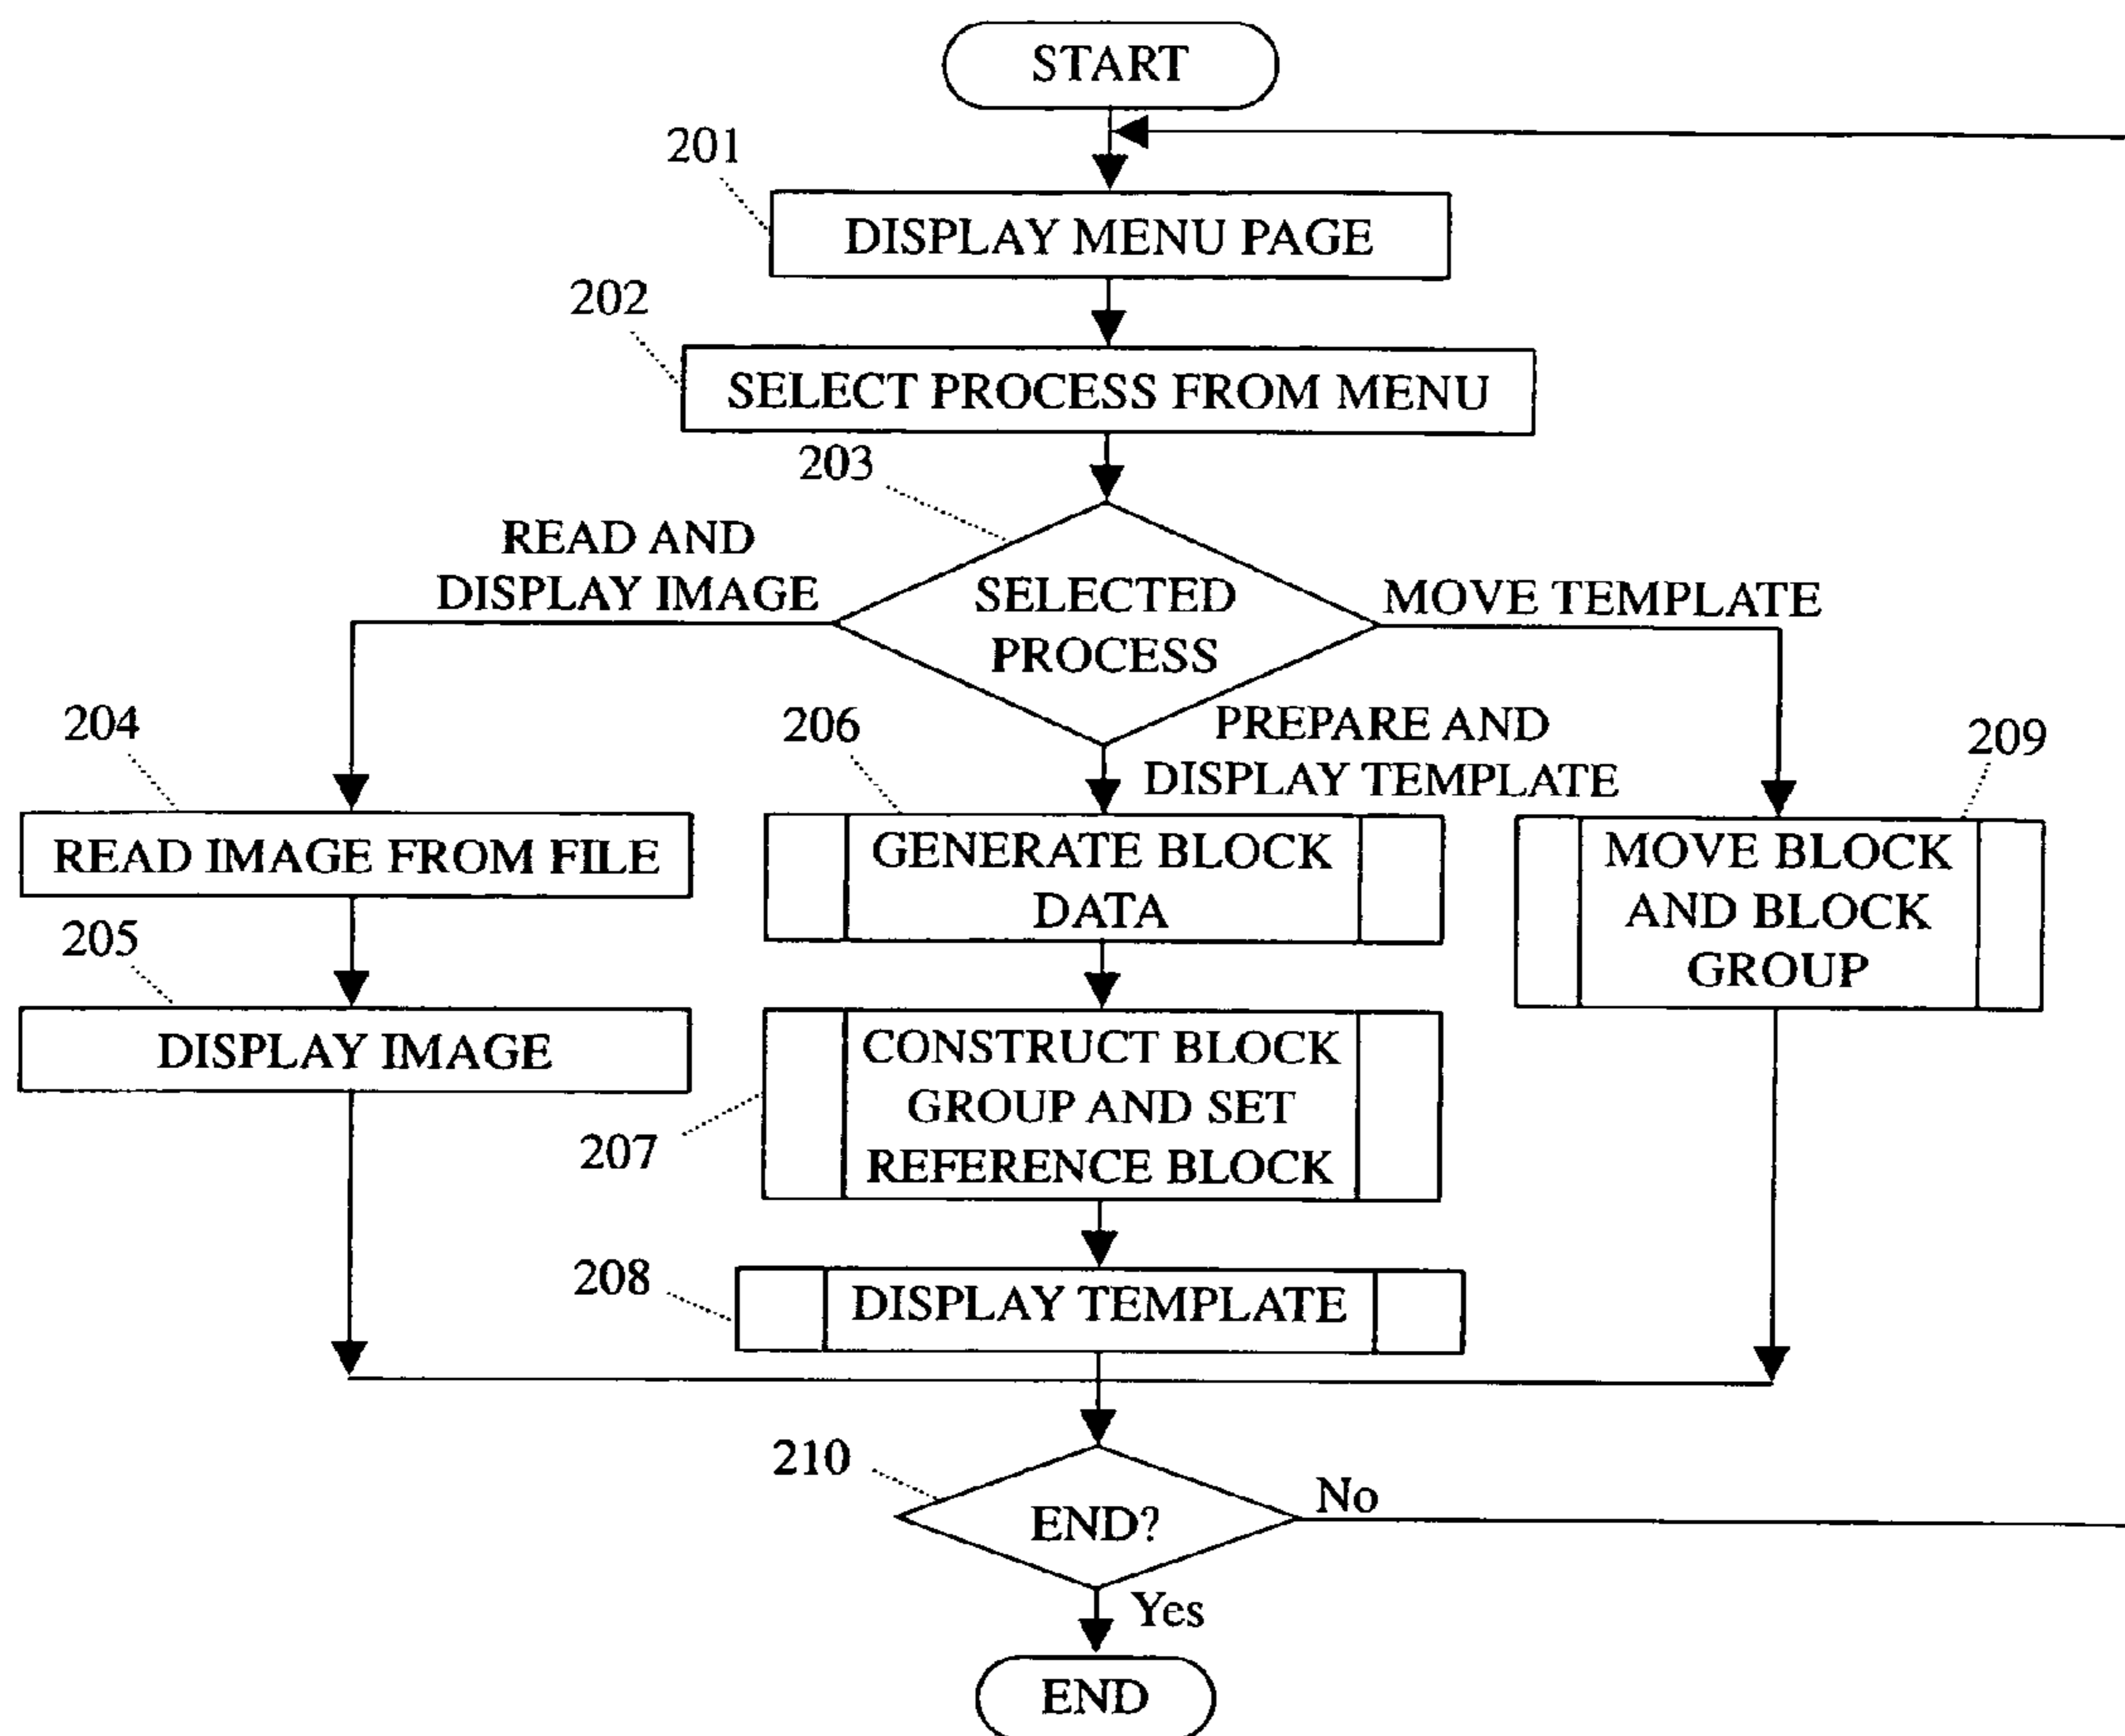 START
201
DISPLAY MENU PAGE
202
SELECT PROCESS FROM MENU
203
READ AND
DISPLAY IMAGE
SELECTED
PROCESS
MOVE TEMPLATE
204
206
PREPARE AND
DISPLAY TEMPLATE
209
READ IMAGE FROM FILE
GENERATE BLOCK
DATA
MOVE BLOCK
AND BLOCK
GROUP
205
DISPLAY IMAGE
CONSTRUCT BLOCK
GROUP AND SET
REFERENCE BLOCK
207
208
DISPLAY TEMPLATE
210
END?
No
Yes
END